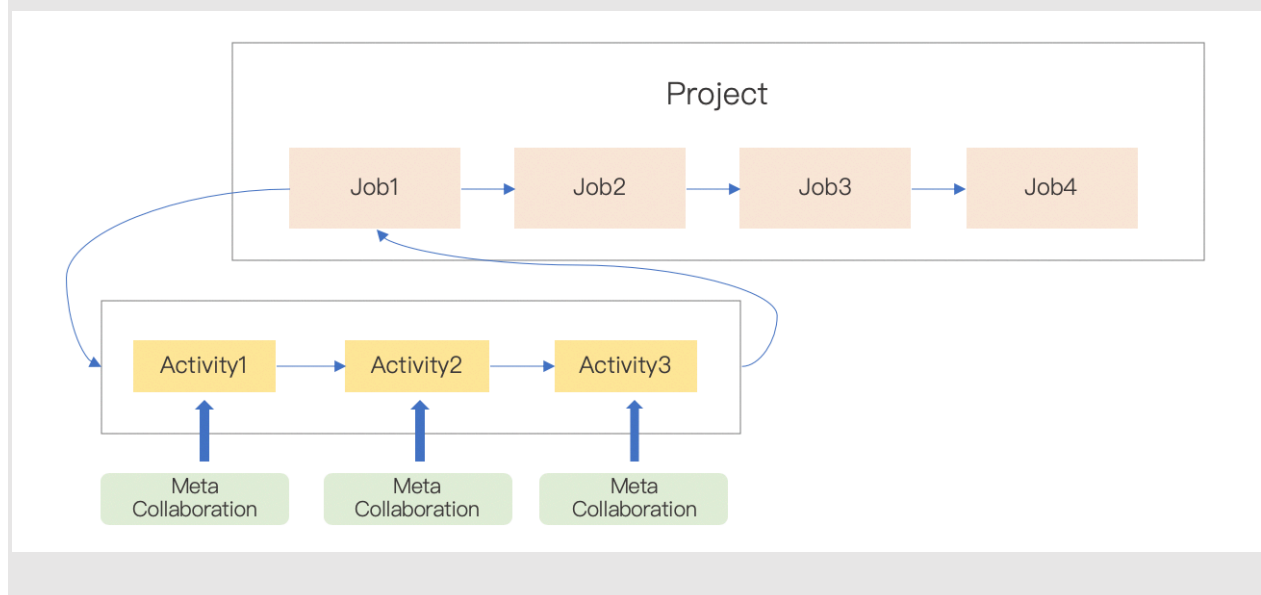 Project
Job1
Job2
Job3
Job4
Activity1
Activity2
Activity3
Meta
Collaboration
Meta
Collaboration
Meta
Collaboration